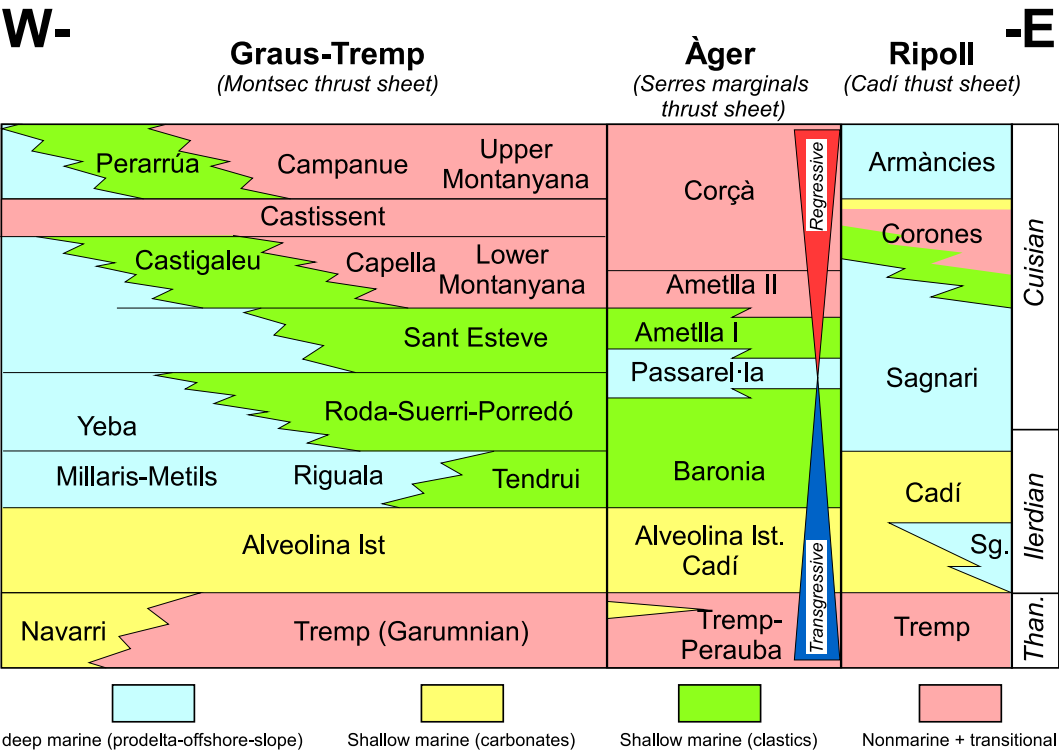 W-
-E
Graus-Tremp
(Montsec thrust sheet)
Àger
(Serres marginals
thrust sheet)
Ripoll
(Cadí thust sheet)
Perarrúa
Campanue
Upper
Montanyana
Castissent
Castigaleu
Capella
Lower
Montanyana
Sant Esteve
Roda-Suerri-Porredó
Yeba
Millaris-Metils
Riguala
Tendrui
Alveolina lst
Navarri
Tremp (Garumnian)
Corçà
Ametlla II
Ametlla I
Passarel·la
Baronia
Alveolina lst.
Cadí
Tremp-
Perauba
Regressive
Transgressive
Armàncies
Corones
Sagnari
Cadí
Sg.
Tremp
Cuisian
Ilerdian
Than.
deep marine (prodelta-offshore-slope)
Shallow marine (carbonates)
Shallow marine (clastics)
Nonmarine + transitional